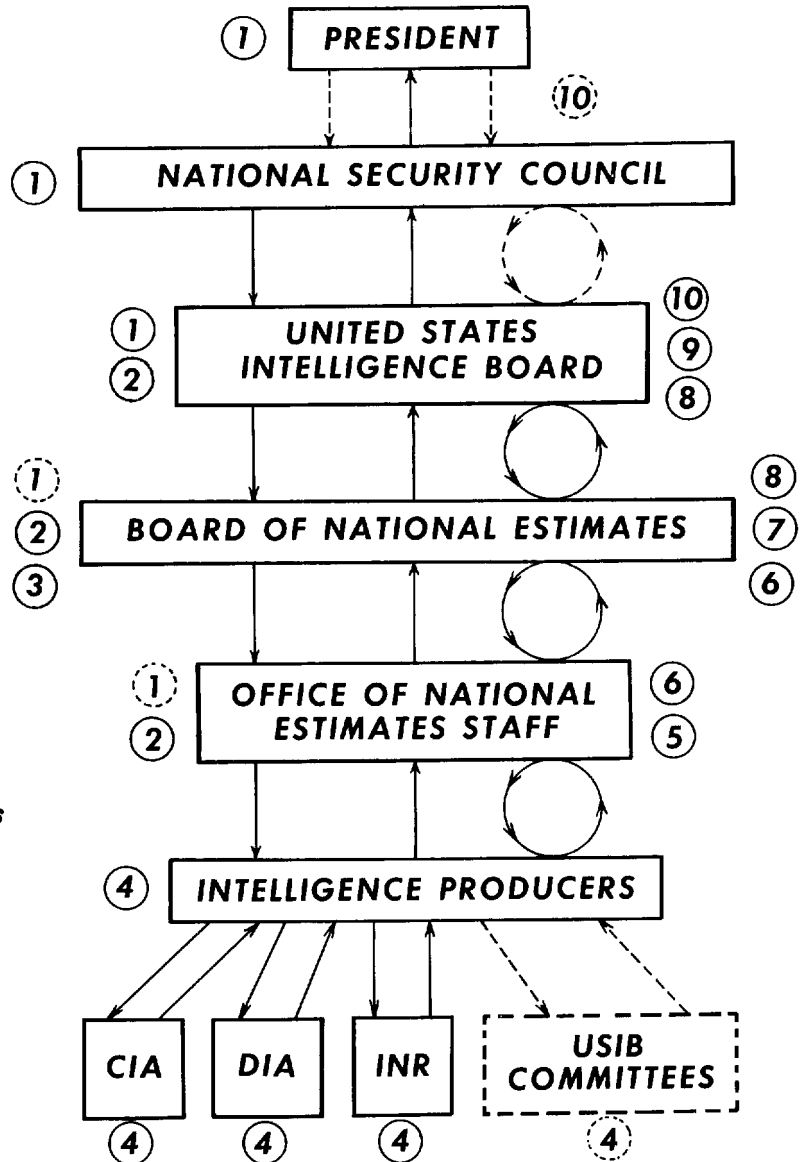 1 PRESIDENT
10
1 NATIONAL SECURITY COUNCIL
1 UNITED STATES 10
2 INTELLIGENCE BOARD 9
8
1 8
2 BOARD OF NATIONAL ESTIMATES 7
3 6
1 OFFICE OF NATIONAL 6
2 ESTIMATES STAFF 5
s
4 INTELLIGENCE PRODUCERS
CIA DIA INR USIB
COMMITTEES
4 4 4 4